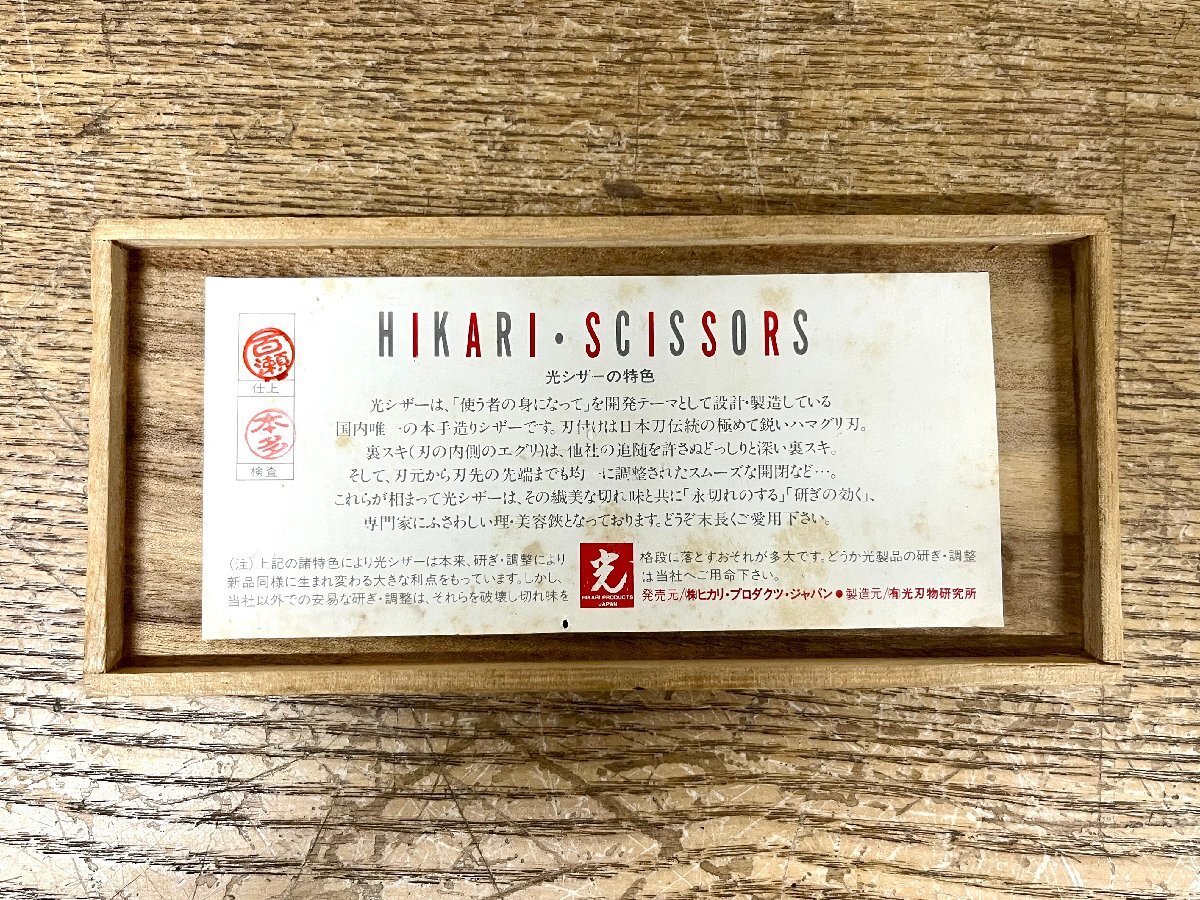 HIKARI・SCISSORS
光シザーの特色
百瀬
仕上
本多
検査
光シザーは、「使う者の身になって」を開発テーマとして設計・製造している
国内唯一の本手造りシザーです。刃付けは日本刀伝統の極めて鋭いハマグリ刃。
裏スキ(刃の内側のエグリ)は、他社の追随を許さぬどっしりと深い裏スキ。
そして、刃元から刃先の先端までも均一に調整されたスムーズな開閉など…。
これらが相まって光シザーは、その繊美な切れ味と共に「永切れのする」「研ぎの効く」、
専門家にふさわしい理・美容鋏となっております。どうぞ末長くご愛用下さい。
(注)上記の諸特色により光シザーは本来、研ぎ・調整により
新品同様に生まれ変わる大きな利点をもっています。しかし、
当社以外での安易な研ぎ・調整は、それらを破壊し切れ味を
光
HIKARI PRODUCTS
JAPAN
格段に落とすおそれが多大です。どうか光製品の研ぎ・調整
は当社へご用命下さい。
発売元/㈱ヒカリ・プロダクツ・ジャパン●製造元/㈲光刃物研究所